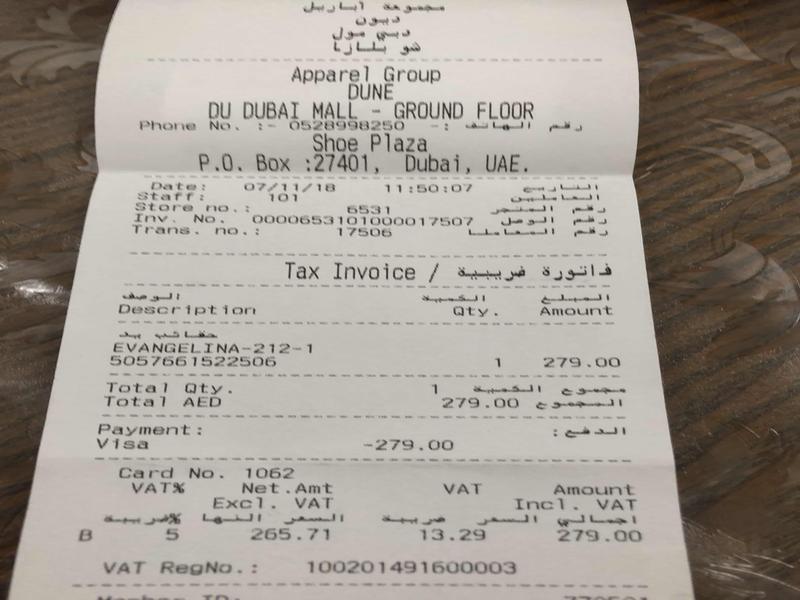 مجموعة أباريل
ديون
دبي مول
شو بلازا
Apparel Group
DUNE
DU DUBAI MALL - GROUND FLOOR
Phone No. :- 0528998250 -: رقم الهاتف
Shoe Plaza
P.O. Box :27401, Dubai, UAE.
Date: 07/11/18 11:50:07 التاريخ
Staff: 101 العاملين
Store no.: 6531 رقم المتجر
Inv. No. 0000653101000017507 رقم الوصل
Trans. no.: 17506 رقم المعاملا
Tax Invoice / فاتورة ضريبية
الوصف الكمية المبلغ
Description Qty. Amount
حقائب يد
EVANGELINA-212-1
5057661522506 1 279.00
Total Qty. 1 مجموع الكمية
Total AED 279.00 المجموع
Payment: الدفع:
Visa -279.00
Card No. 1062
VAT% Net.Amt VAT Amount
Excl. VAT Incl. VAT
ضريبة% السعر النها ضريبة اجمالي السعر
B 5 265.71 13.29 279.00
VAT RegNo.: 100201491600003